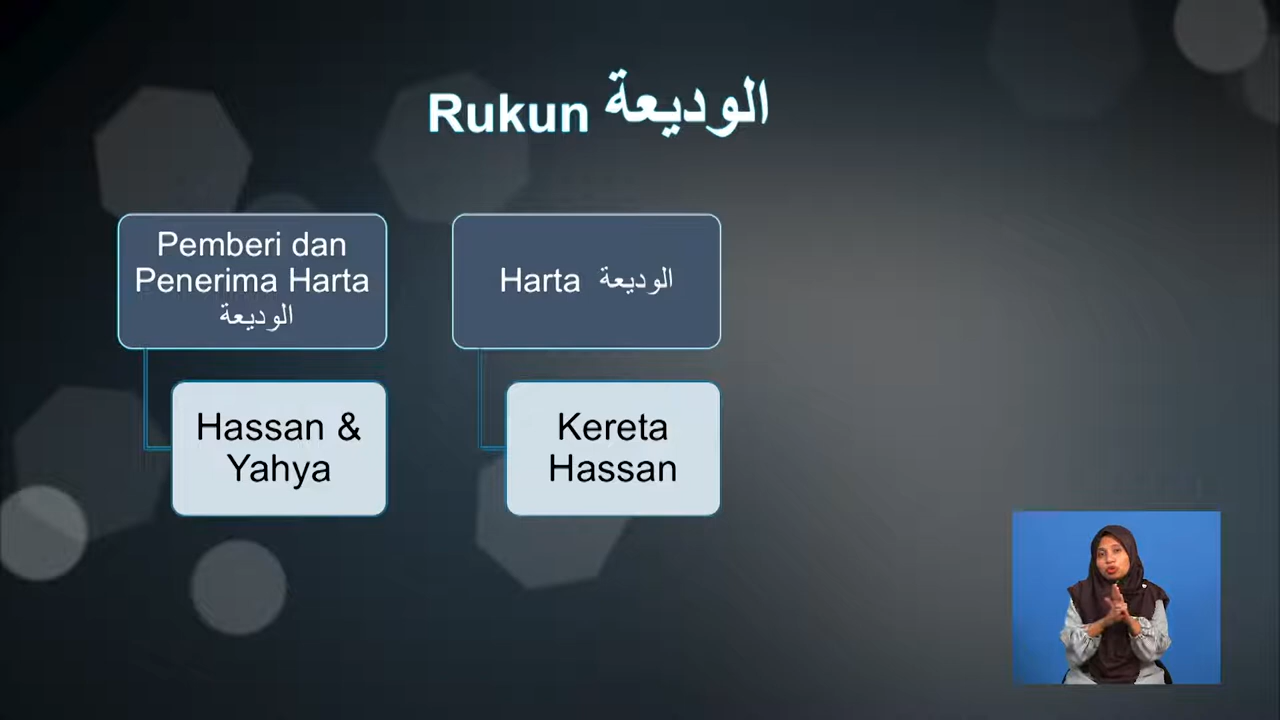 Rukun الوديعة
Pemberi dan
Penerima Harta
الوديعة
Hassan &
Yahya
Harta الوديعة
Kereta
Hassan